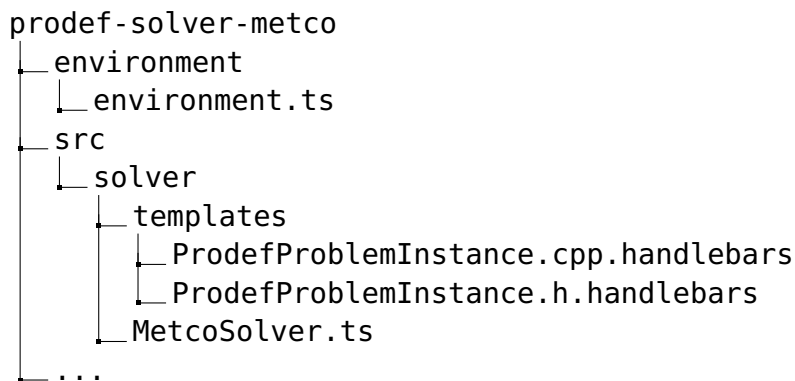 prodef-solver-metco
environment
environment.ts
src
solver
templates
ProdefProblemInstance.cpp.handlebars
ProdefProblemInstance.h.handlebars
MetcoSolver.ts
...